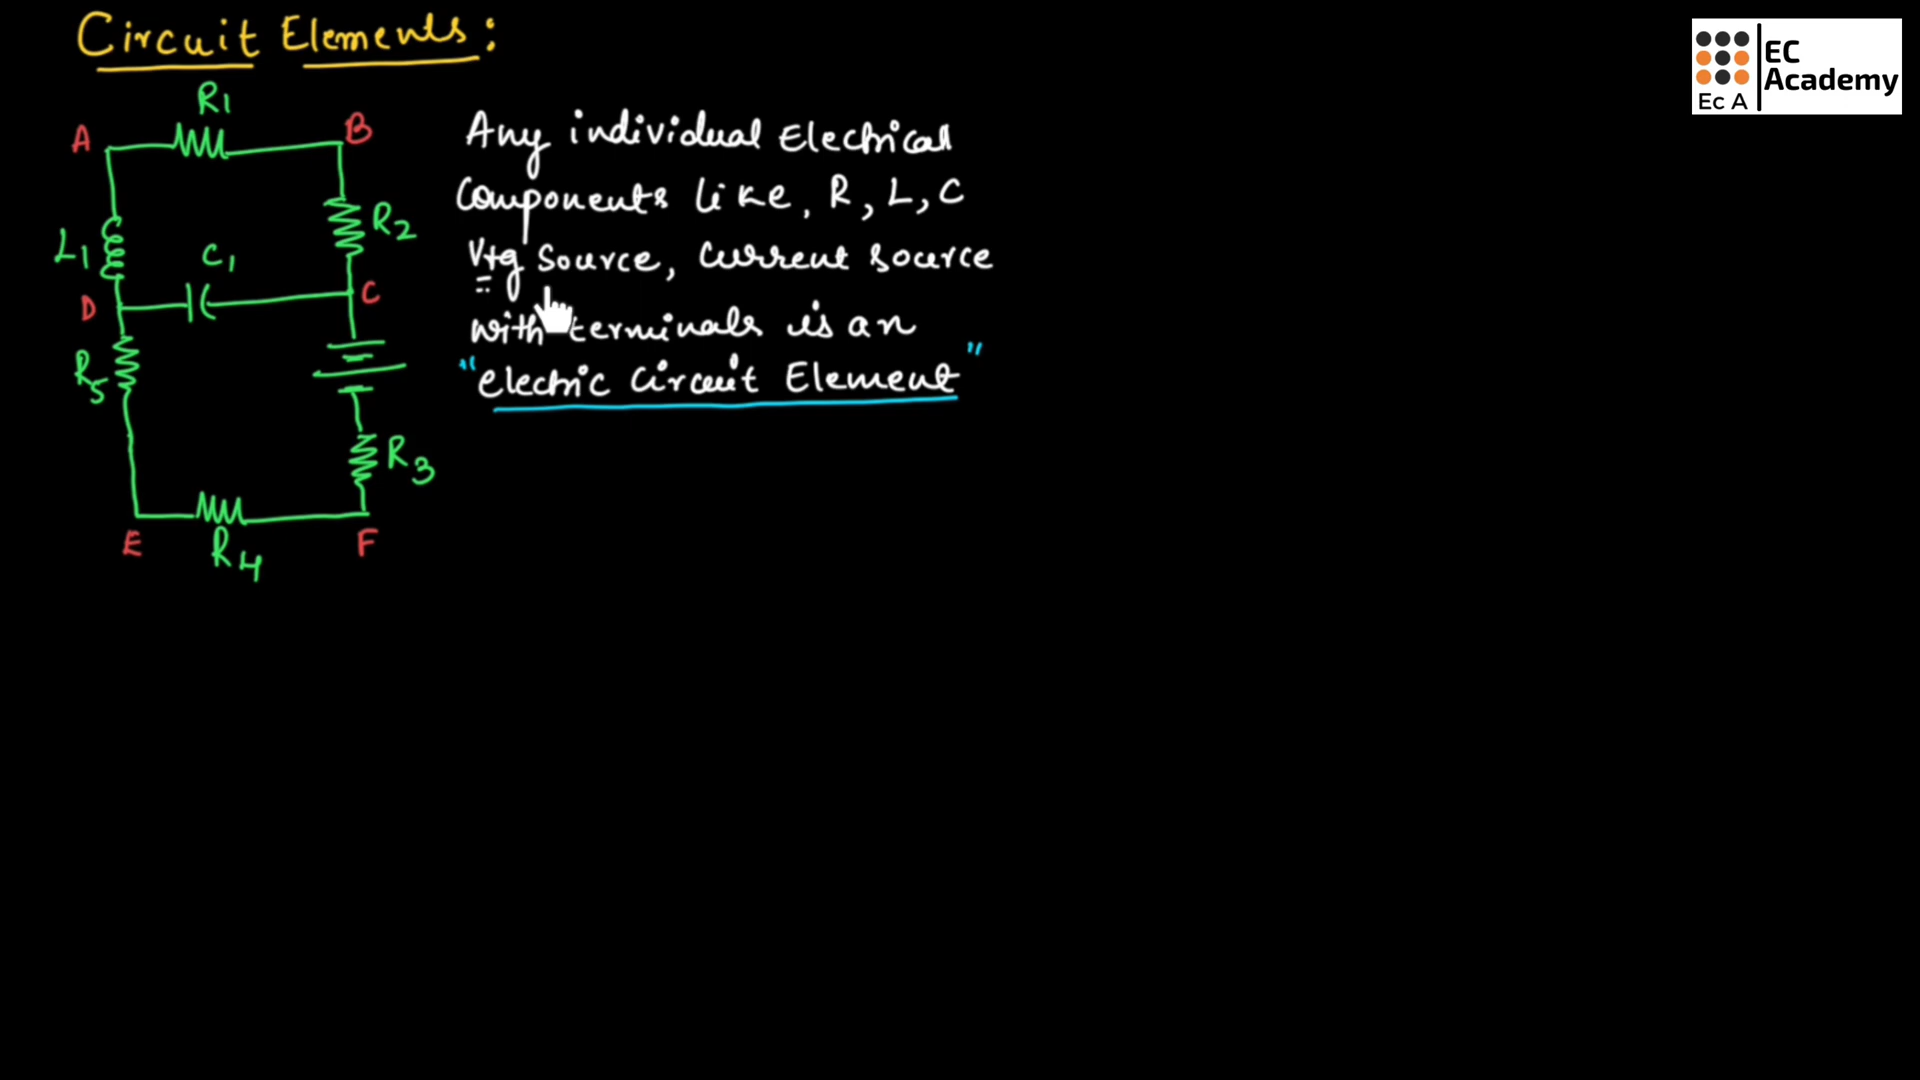 Circuit Elements:
EC
Academy
Ec A
R1
A
B
Any individual Electrical
Components like, R, L, C
R2
L1
C1
Vtg Source, Current source
D
C
with terminals is an
R5
"electric Circuit Element"
R3
R4
E
F